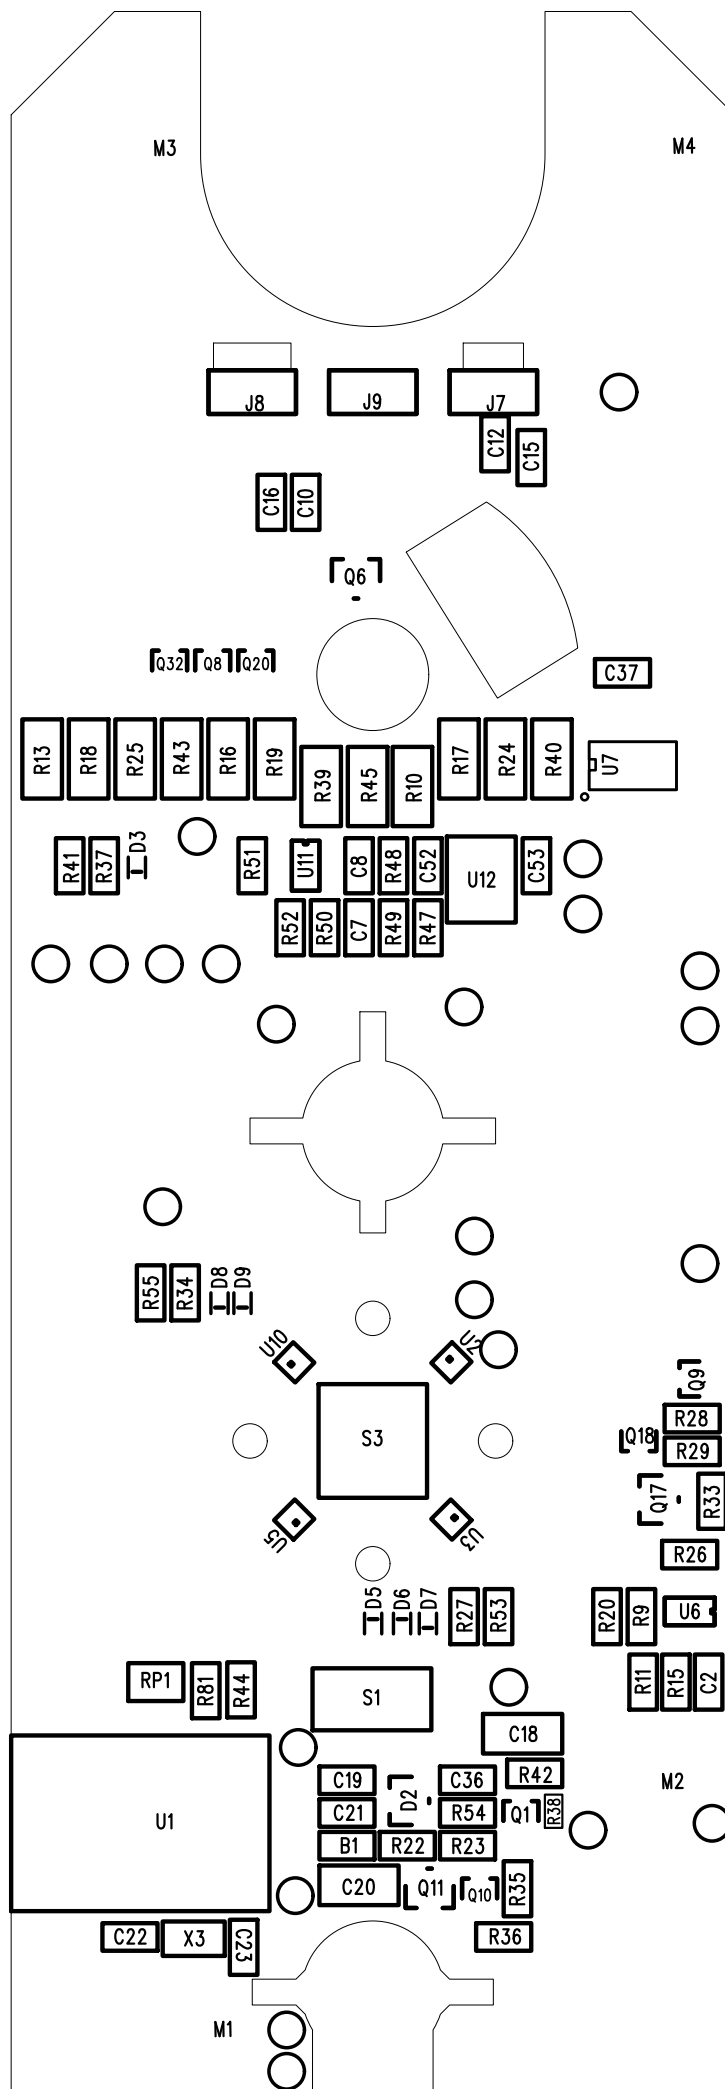 M3 M4
J8 J9 J7
C12 C15
C16 C10
Q6
Q32 Q8 Q20
C37
R13 R18 R25 R43 R16 R19 R39 R45 R10 R17 R24 R40 U7
R41 R37 D3 R51 U11 C8 R48 C52 U12 C53
R52 R50 C7 R49 R47
R55 R34 D8 D9
U10 U2
Q9
R28
S3 Q18
R29
Q17 R33
U5 U3
R26
D5 D6 D7 R27 R53 R20 R9 U6
RP1 R81 R44 S1 R11 R15 C2
C18
C19 C36 R42 M2
D2
U1 C21 R54 Q1 R38
B1 R22 R23
C20 Q11 Q10 R35
C22 X3 C23 R36
M1